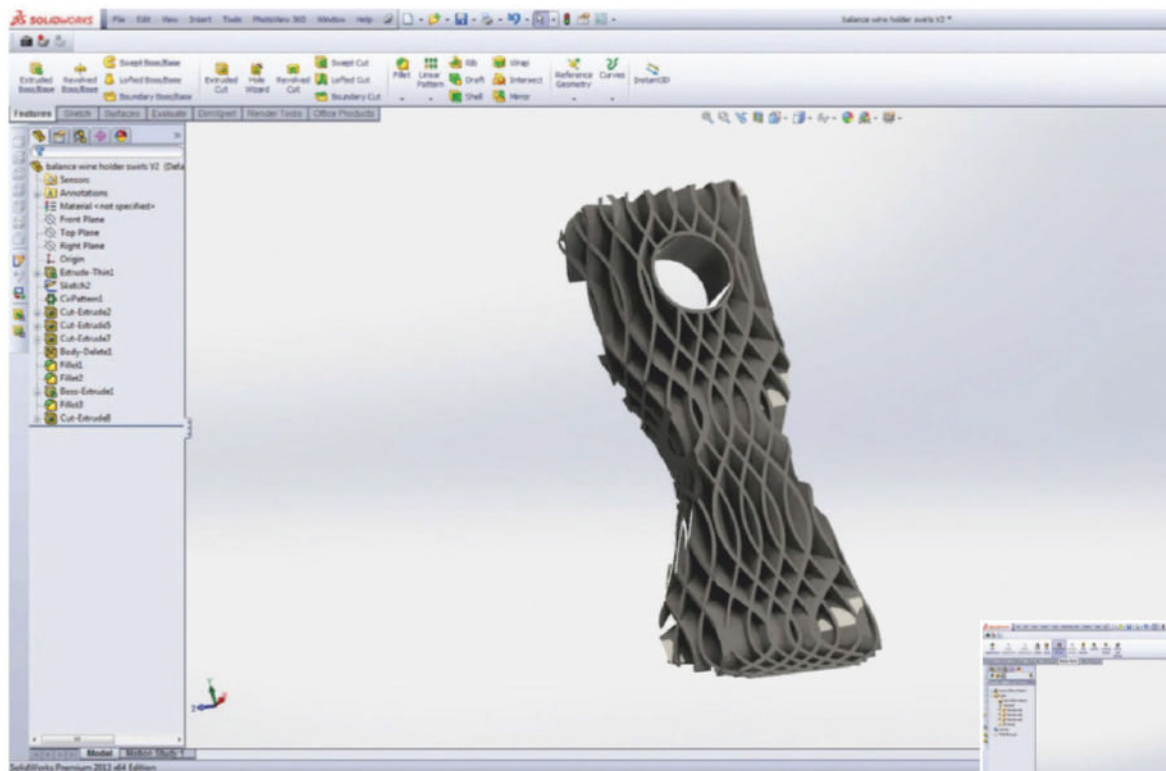 SOLIDWORKS File Edit View Insert Tools PhotoView 360 Window Help balance wine holder swirls V2 *
Extruded Boss/Base
Revolved Boss/Base
Swept Boss/Base
Lofted Boss/Base
Boundary Boss/Base
Extruded Cut
Hole Wizard
Revolved Cut
Swept Cut
Lofted Cut
Boundary Cut
Fillet
Linear Pattern
Rib
Draft
Shell
Wrap
Intersect
Mirror
Reference Geometry
Curves
Instant3D
Features Sketch Surfaces Evaluate DimXpert Render Tools Office Products
balance wine holder swirls V2 (Defa
Sensors
Annotations
Material <not specified>
Front Plane
Top Plane
Right Plane
Origin
Extrude-Thin1
Sketch2
CirPattern1
Cut-Extrude2
Cut-Extrude5
Cut-Extrude7
Body-Delete1
Fillet1
Fillet2
Boss-Extrude1
Fillet3
Cut-Extrude8
Model Motion Study 1
SolidWorks Premium 2013 x64 Edition